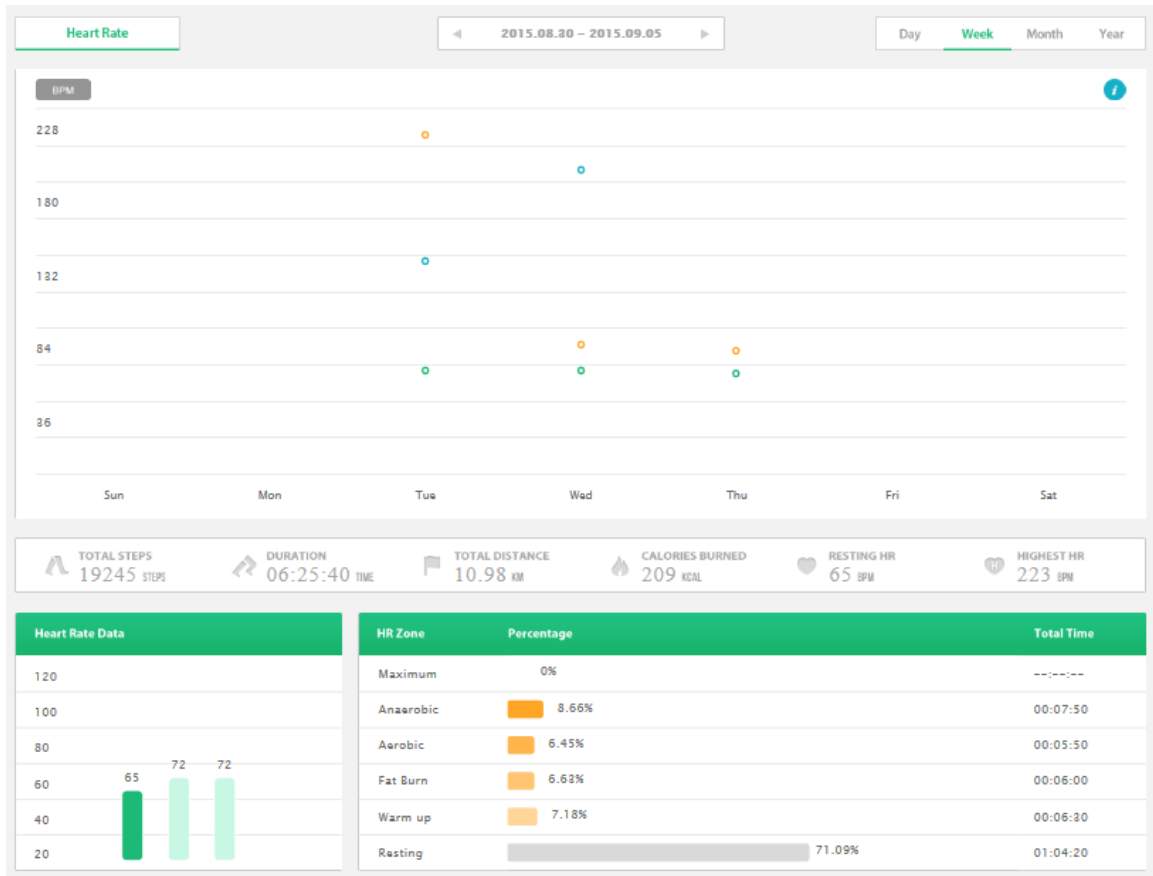 Heart Rate
2015.08.30 – 2015.09.05
Day Week Month Year
BPM
i
228
180
132
84
36
Sun Mon Tue Wed Thu Fri Sat
TOTAL STEPS
19245 STEPS
DURATION
06:25:40 TIME
TOTAL DISTANCE
10.98 KM
CALORIES BURNED
209 KCAL
RESTING HR
65 BPM
H
HIGHEST HR
223 BPM
Heart Rate Data
120
100
80
60
40
20
65 72 72
HR Zone Percentage Total Time
Maximum 0% --:--:--
Anaerobic 8.66% 00:07:50
Aerobic 6.45% 00:05:50
Fat Burn 6.63% 00:06:00
Warm up 7.18% 00:06:30
Resting 71.09% 01:04:20